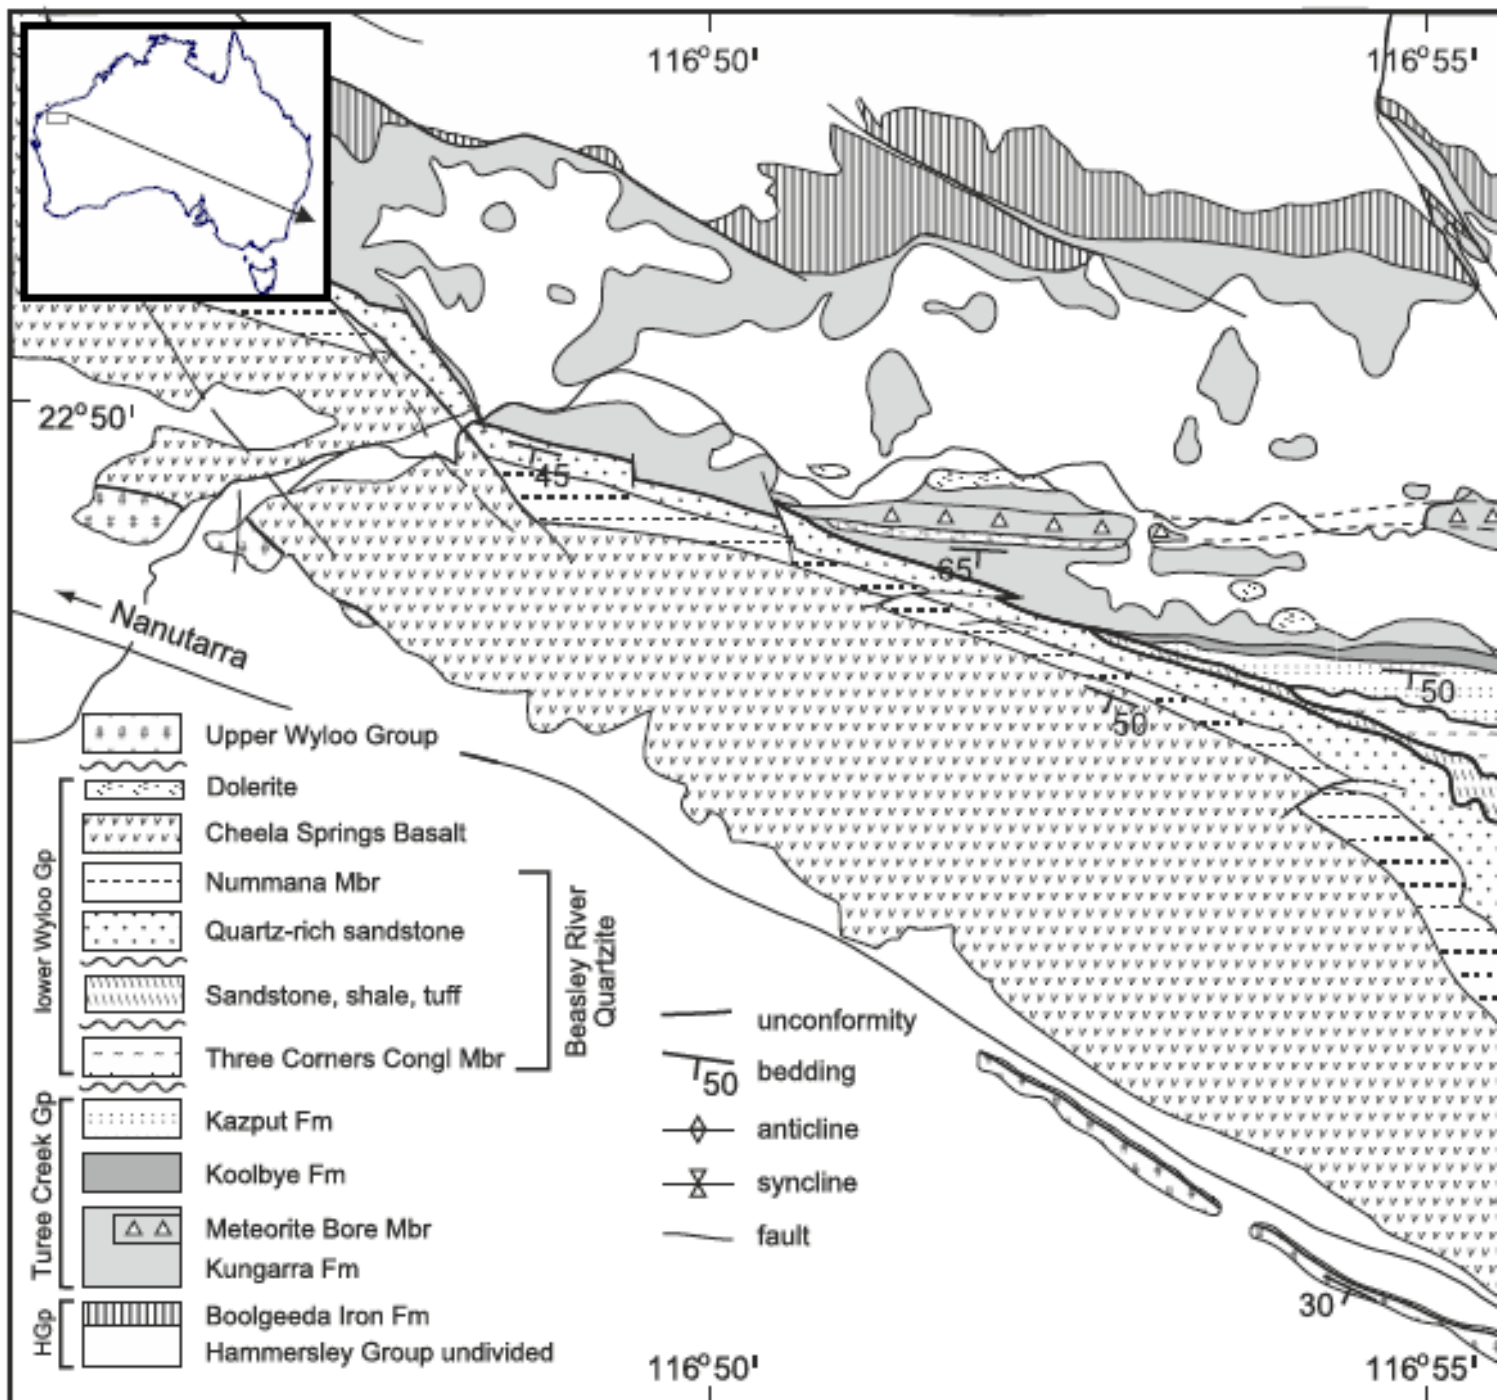 116°50'
116°55'
22°50'
45
65
50
50
Nanutarra
Upper Wyloo Group
Dolerite
Cheela Springs Basalt
Nummana Mbr
Quartz-rich sandstone
Sandstone, shale, tuff
Three Corners Congl Mbr
Kazput Fm
Koolbye Fm
Meteorite Bore Mbr
Kungarra Fm
Boolgeeda Iron Fm
Hammersley Group undivided
lower Wyloo Gp
Turee Creek Gp
HGp
Beasley River
Quartzite
unconformity
50
bedding
anticline
syncline
fault
30
116°50'
116°55'